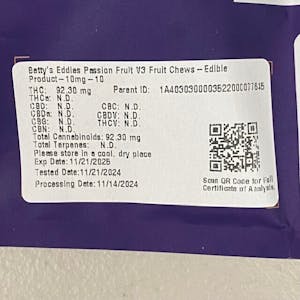 Betty's Eddies Passion Fruit V3 Fruit Chews – Edible
Product – 10mg – 10
THC: 92.30 mg Parent ID: 1A4030300003522000077845
THCa: N.D.
CBD: N.D. CBC: N.D.
CBDa: N.D. CBDV: N.D.
CBG: N.D. THCV: N.D.
CBN: N.D.
Total Cannabinoids: 92.30 mg
Total Terpenes: N.D.
Please store in a cool, dry place
Exp Date: 11/21/2025
Tested Date: 11/21/2024
Processing Date: 11/14/2024
Scan QR Code for Full
Certificate of Analysis